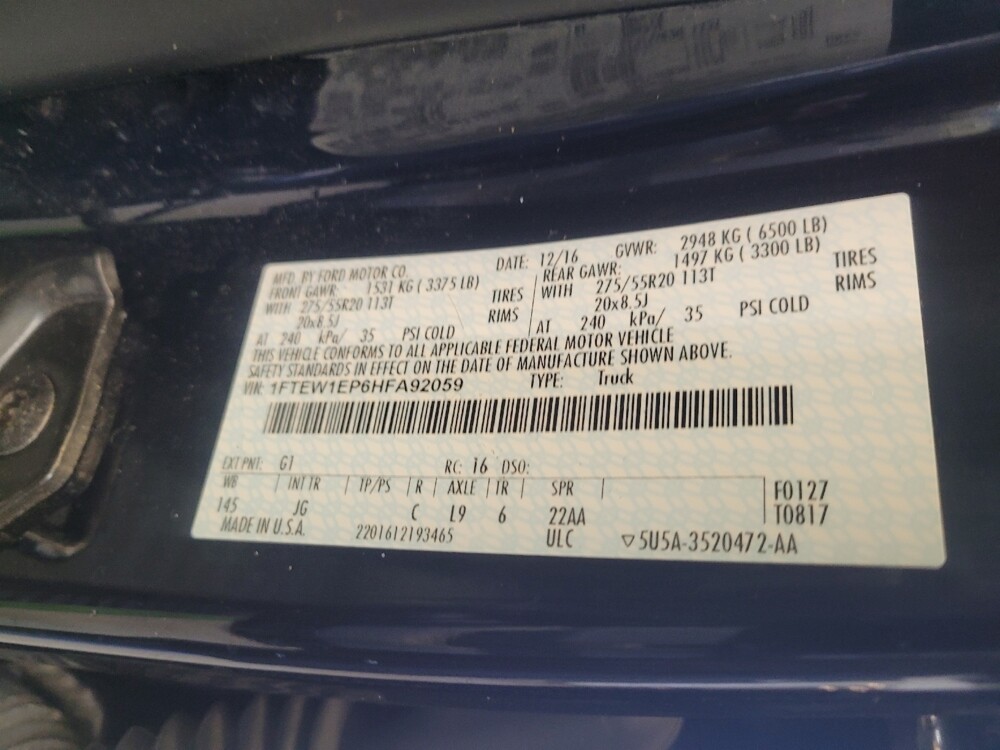 MFD. BY FORD MOTOR CO.
DATE: 12/16 GVWR: 2948 KG ( 6500 LB)
FRONT GAWR: 1531 KG ( 3375 LB) REAR GAWR: 1497 KG ( 3300 LB)
WITH 275/55R20 113T TIRES WITH 275/55R20 113T TIRES
20x8.5J RIMS 20x8.5J RIMS
AT 240 kPa/ 35 PSI COLD AT 240 kPa/ 35 PSI COLD
THIS VEHICLE CONFORMS TO ALL APPLICABLE FEDERAL MOTOR VEHICLE
SAFETY STANDARDS IN EFFECT ON THE DATE OF MANUFACTURE SHOWN ABOVE.
VIN: 1FTEW1EP6HFA92059 TYPE: Truck
EXT PNT: G1 RC: 16 DSO:
WB INT TR TP/PS R AXLE TR SPR F0127
145 JG C L9 6 22AA T0817
MADE IN U.S.A. 2201612193465 ULC ▽5U5A-3520472-AA